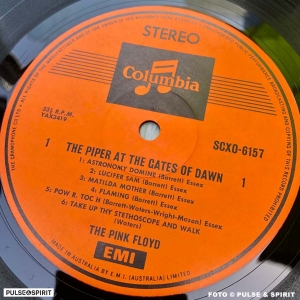 STEREO
Columbia
33⅓ R.P.M.
YAX3419
SCXO-6157
1
THE PIPER AT THE GATES OF DAWN
1
1: ASTRONOMY DOMINE (Barrett) Essex
2: LUCIFER SAM (Barrett) Essex
3: MATILDA MOTHER (Barrett) Essex
4: FLAMING (Barrett) Essex
5: POW R. TOC H (Barrett-Waters-Wright-Mason) Essex
6: TAKE UP THY STETHOSCOPE AND WALK
(Waters)
THE PINK FLOYD
EMI
MADE IN AUSTRALIA BY E.M.I. (AUSTRALIA) LIMITED
PULSE&SPIRIT
FOTO © PULSE & SPIRIT